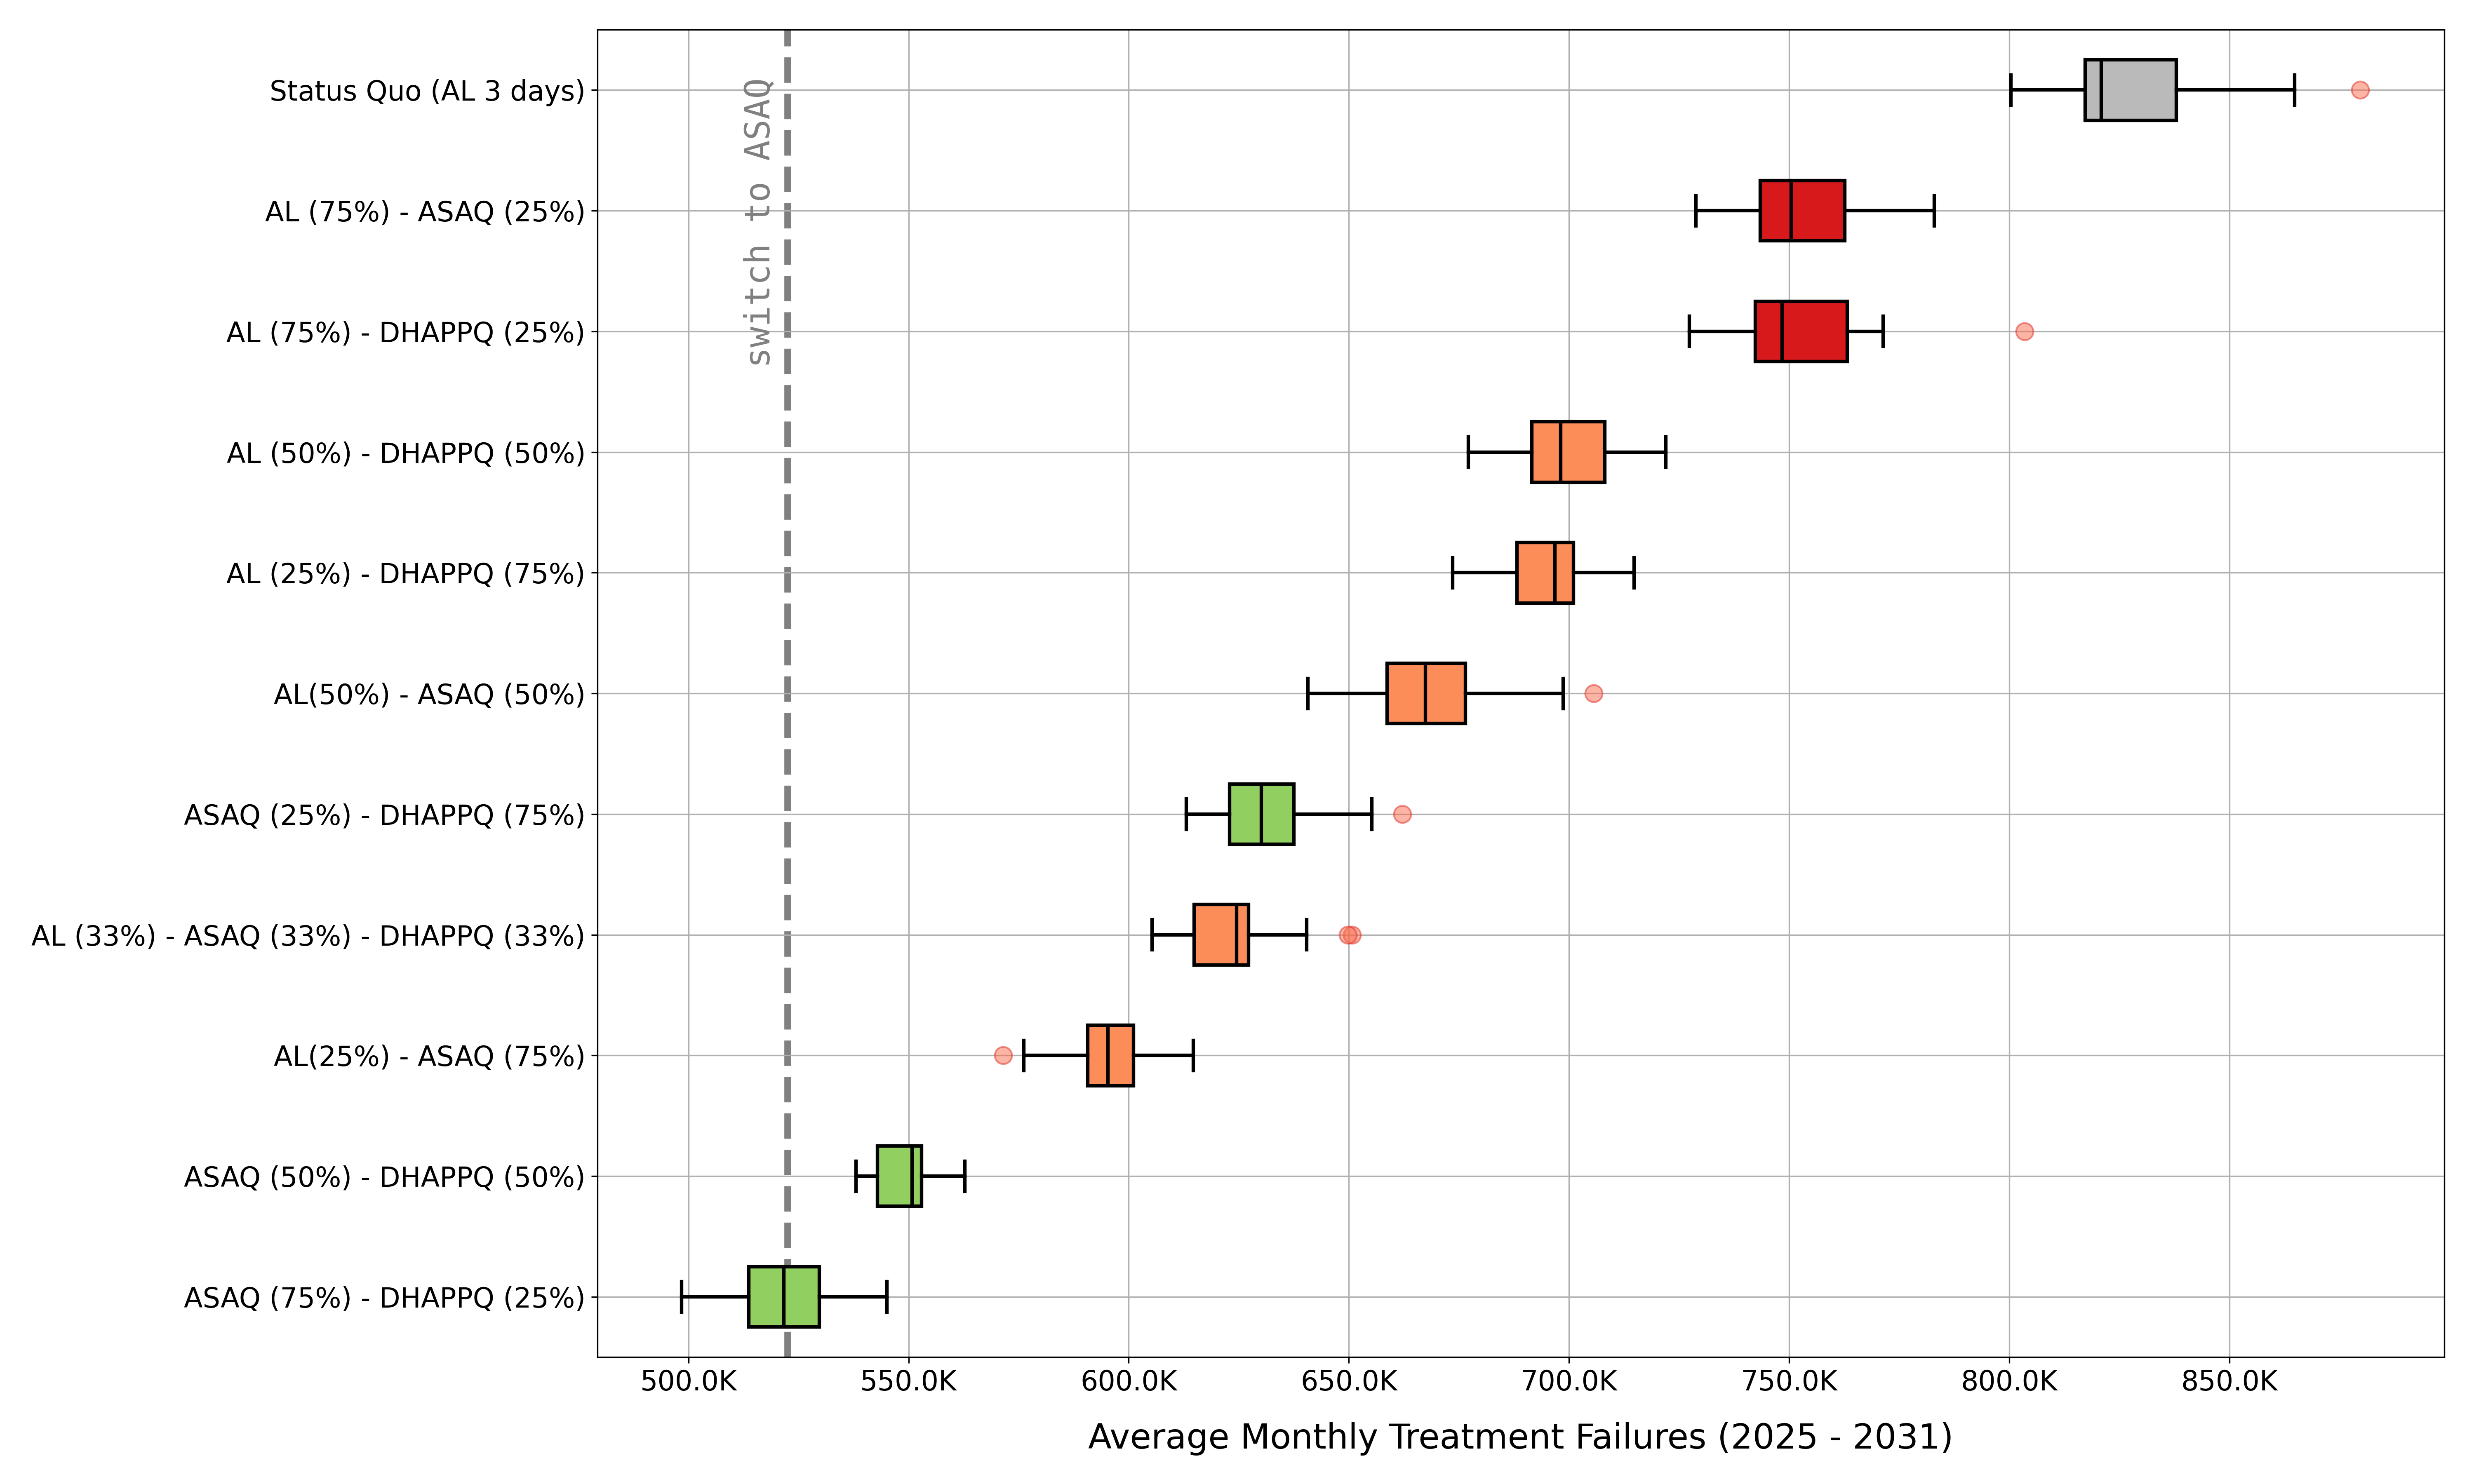 Status Quo (AL 3 days)
AL (75%) - ASAQ (25%)
AL (75%) - DHAPPQ (25%)
AL (50%) - DHAPPQ (50%)
AL (25%) - DHAPPQ (75%)
AL(50%) - ASAQ (50%)
ASAQ (25%) - DHAPPQ (75%)
AL (33%) - ASAQ (33%) - DHAPPQ (33%)
AL(25%) - ASAQ (75%)
ASAQ (50%) - DHAPPQ (50%)
ASAQ (75%) - DHAPPQ (25%)
switch to ASAQ
500.0K 550.0K 600.0K 650.0K 700.0K 750.0K 800.0K 850.0K
Average Monthly Treatment Failures (2025 - 2031)